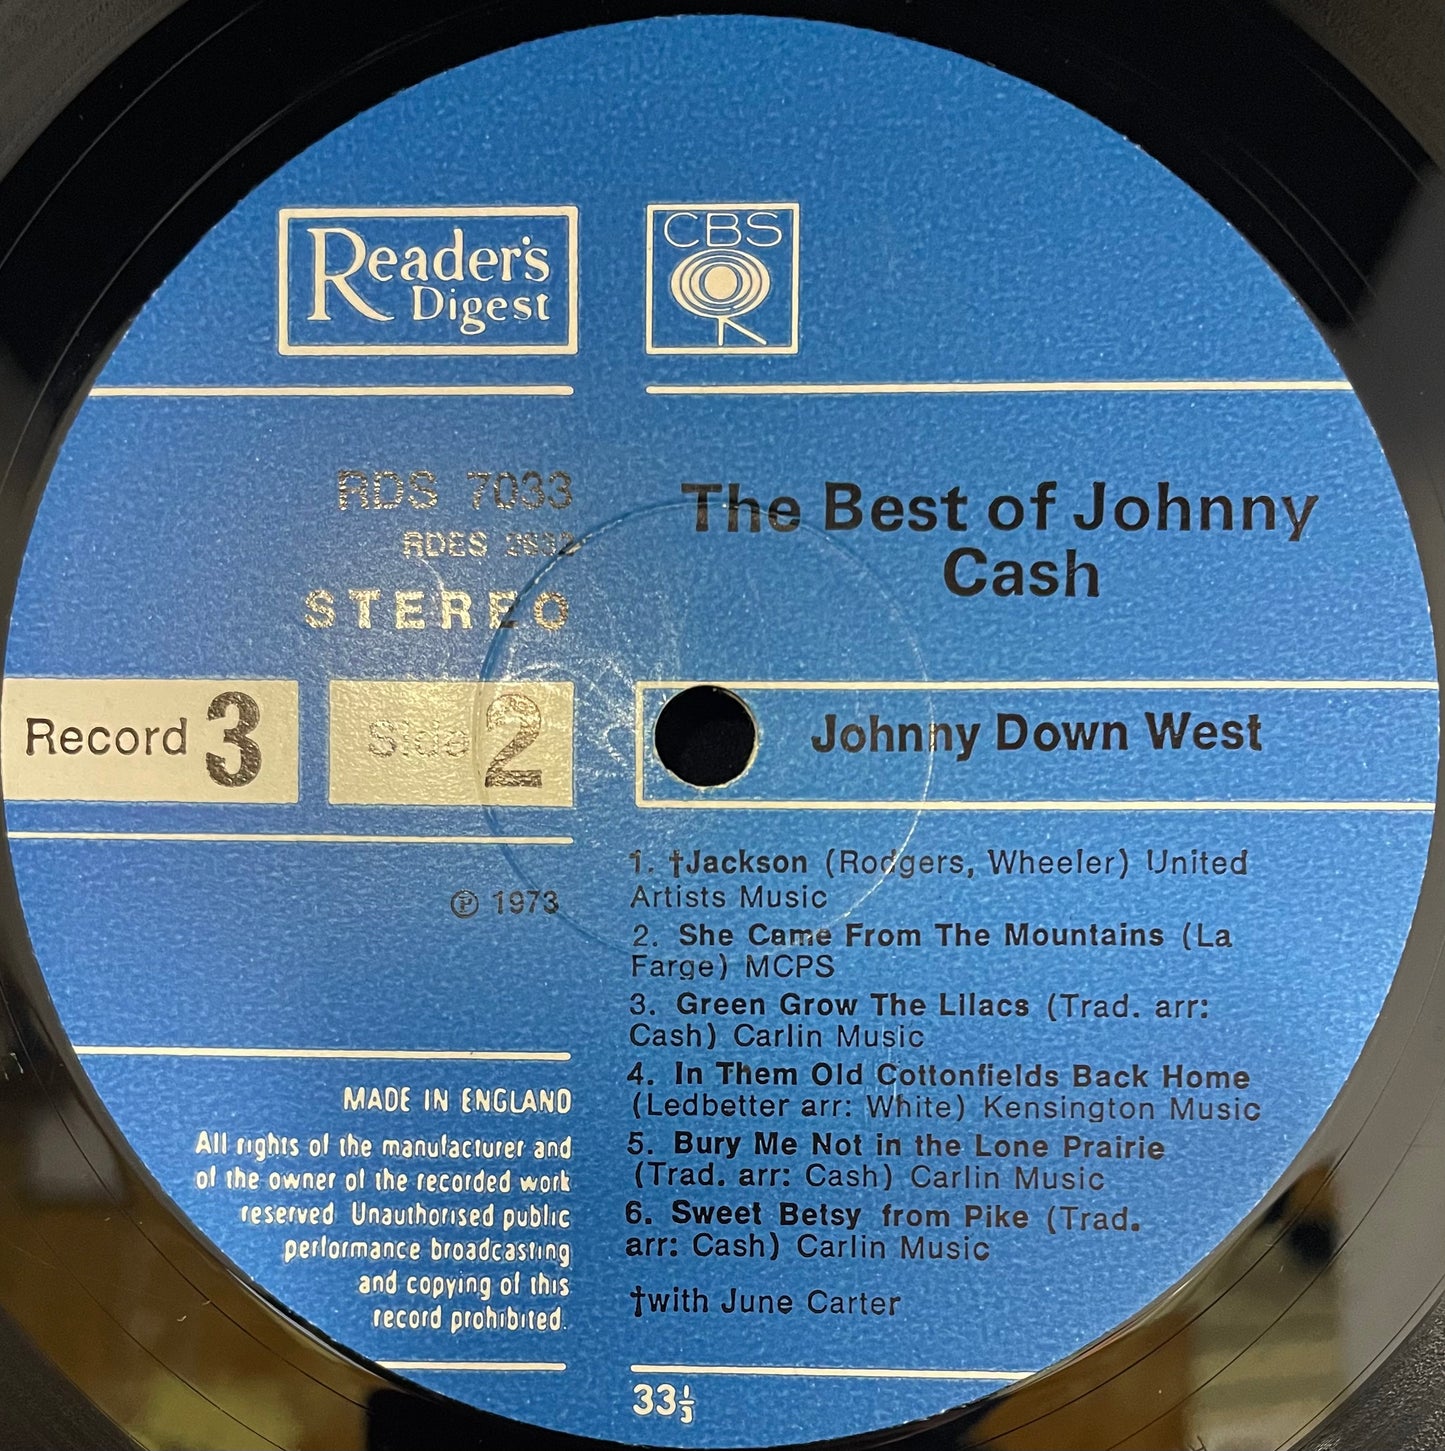 Reader's
Digest
CBS
RDS 7033
STEREO
Record 3
Side 2
℗ 1973
MADE IN ENGLAND
All rights of the manufacturer and
of the owner of the recorded work
reserved Unauthorised public
performance broadcasting
and copying of this
record prohibited.
The Best of Johnny
Cash
Johnny Down West
1. †Jackson (Rodgers, Wheeler) United
Artists Music
2. She Came From The Mountains (La
Farge) MCPS
3. Green Grow The Lilacs (Trad. arr:
Cash) Carlin Music
4. In Them Old Cottonfields Back Home
(Ledbetter arr: White) Kensington Music
5. Bury Me Not in the Lone Prairie
(Trad. arr: Cash) Carlin Music
6. Sweet Betsy from Pike (Trad.
arr: Cash) Carlin Music
†with June Carter
33⅓